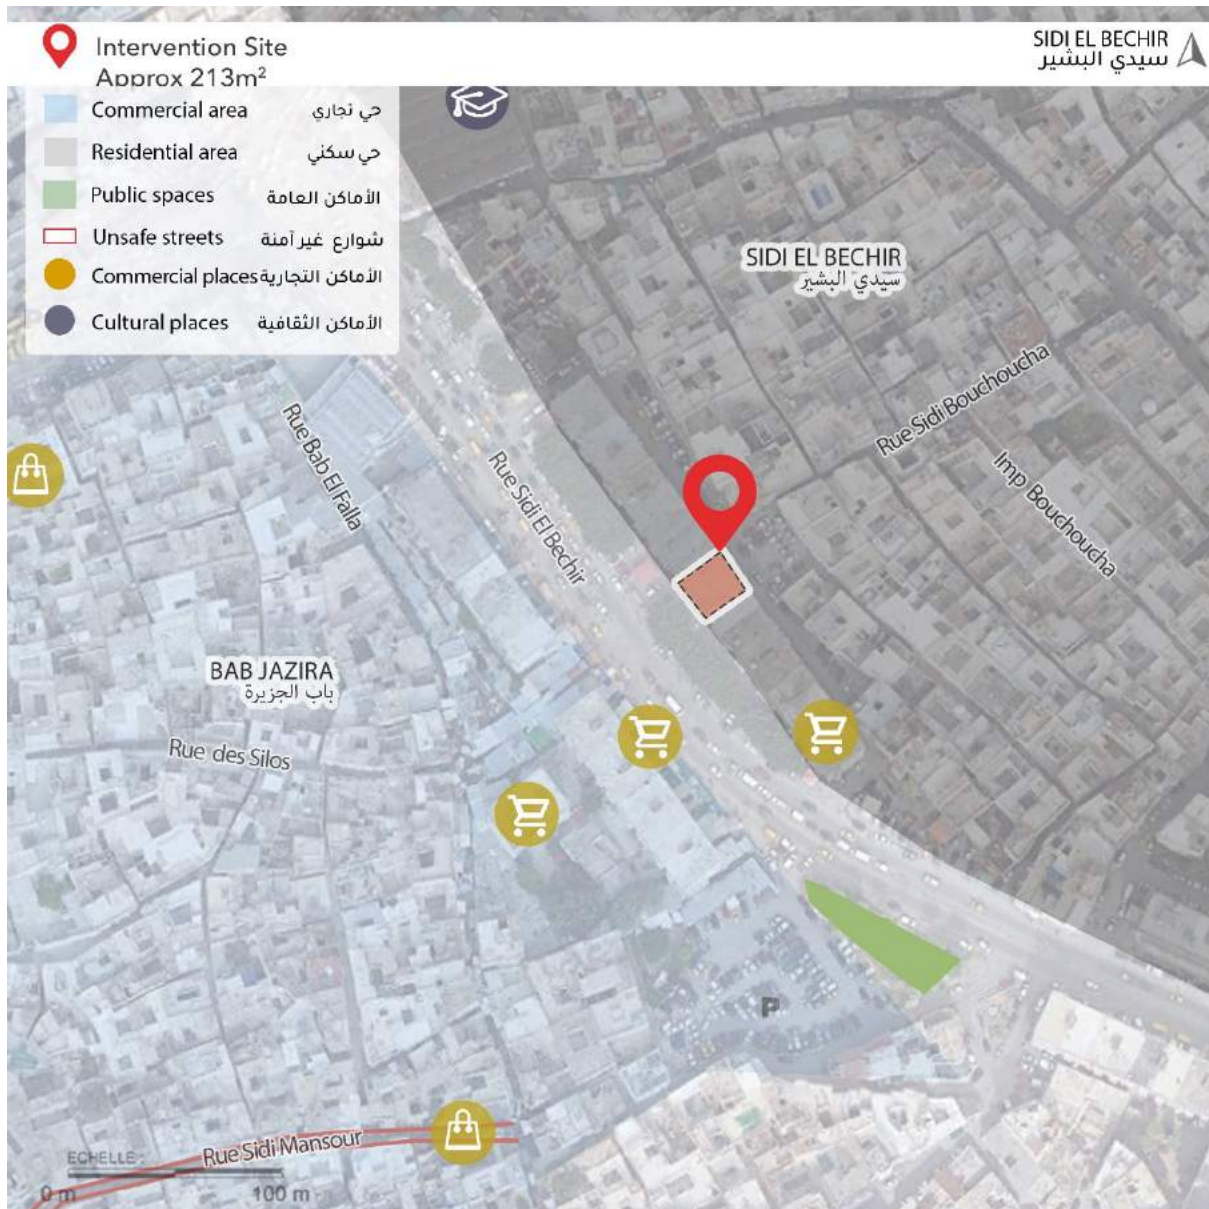 Intervention Site
Approx 213m²
SIDI EL BECHIR
سيدي البشير
Commercial area حي تجاري
Residential area حي سكني
Public spaces الأماكن العامة
Unsafe streets شوارع غير آمنة
Commercial places الأماكن التجارية
Cultural places الأماكن الثقافية
SIDI EL BECHIR
سيدي البشير
Rue Sidi Bouchoucha
Imp Bouchoucha
Rue Bab El Falla
Rue Sidi El Bechir
BAB JAZIRA
باب الجزيرة
Rue des Silos
P
Rue Sidi Mansour
ECHELLE :
0 m 100 m